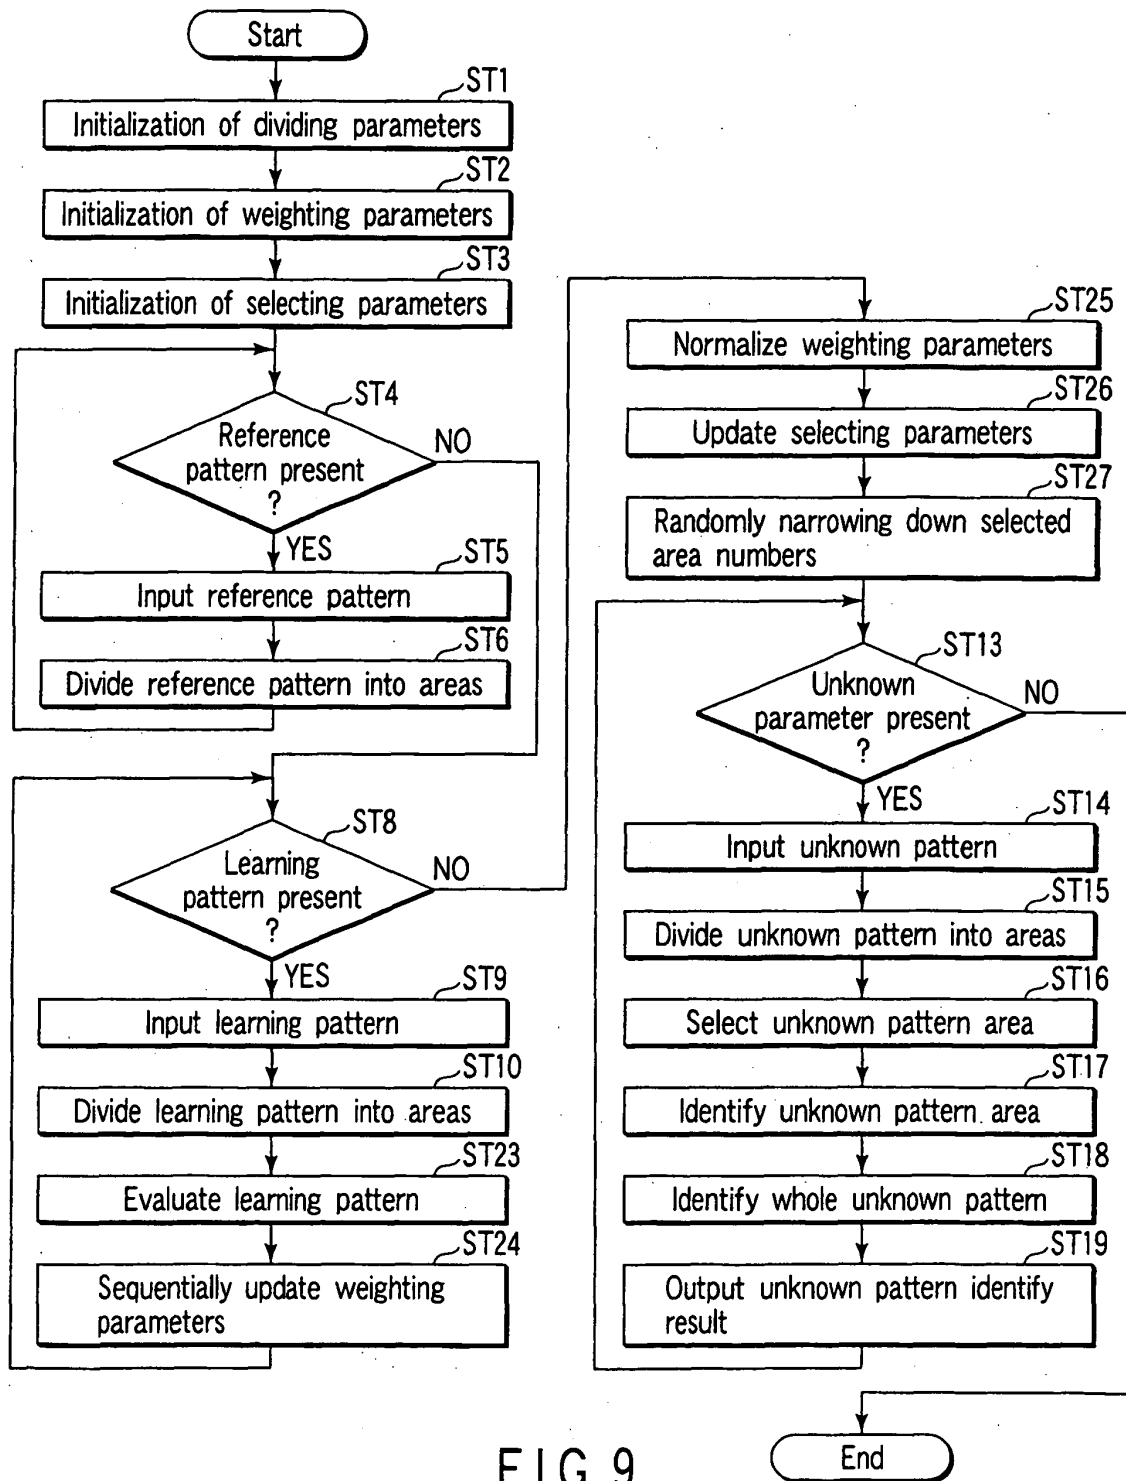 Start
ST1
Initialization of dividing parameters
ST2
Initialization of weighting parameters
ST3
Initialization of selecting parameters
ST4
Reference
pattern present
?
NO
YES
ST5
Input reference pattern
ST6
Divide reference pattern into areas
ST8
Learning
pattern present
?
NO
YES
ST9
Input learning pattern
ST10
Divide learning pattern into areas
ST23
Evaluate learning pattern
ST24
Sequentially update weighting
parameters
ST25
Normalize weighting parameters
ST26
Update selecting parameters
ST27
Randomly narrowing down selected
area numbers
ST13
Unknown
parameter present
?
NO
YES
ST14
Input unknown pattern
ST15
Divide unknown pattern into areas
ST16
Select unknown pattern area
ST17
Identify unknown pattern area
ST18
Identify whole unknown pattern
ST19
Output unknown pattern identify
result
End
FIG. 9